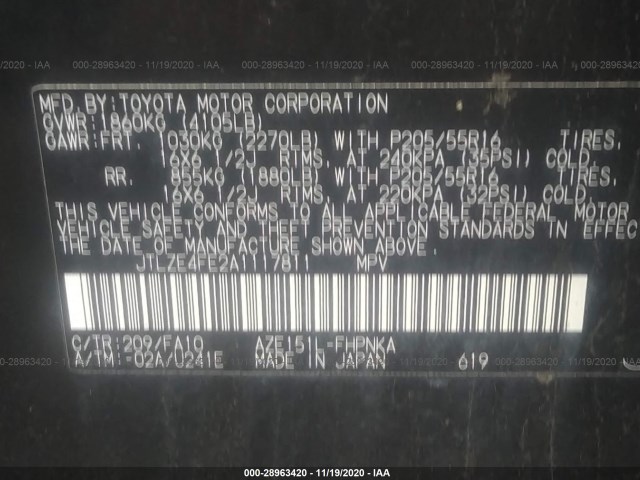 000-28963420 - 11/19/2020 - IAA
MFD.BY:TOYOTA MOTOR CORPORATION
GVWR:1860KG (4105LB)
GAWR:FRT. 1030KG (2270LB) WITH P205/55R16 TIRES,
16X6 1/2J RIMS, AT 240KPA (35PSI) COLD.
RR. 855KG (1880LB) WITH P205/55R16 TIRES,
16X6 1/2J RIMS, AT 220KPA (32PSI) COLD.
THIS VEHICLE CONFORMS TO ALL APPLICABLE FEDERAL MOTOR
VEHICLE SAFETY AND THEFT PREVENTION STANDARDS IN EFFEC
THE DATE OF MANUFACTURE SHOWN ABOVE.
JTLZE4FE2A1117811 MPV
C/TR:209/FA10 AZE151L-FHPNKA
A/TM:-02A/U241E MADE IN JAPAN 619
000-28963420 - 11/19/2020 - IAA